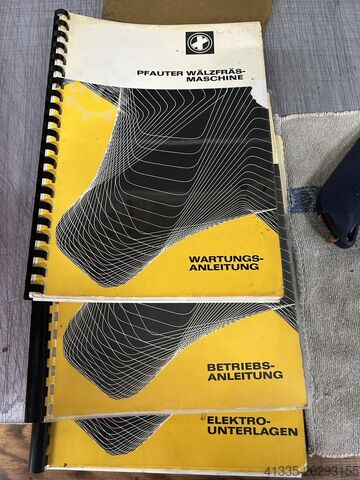 PFAUTER WÄLZFRÄS-
MASCHINE
WARTUNGS-
ANLEITUNG
BETRIEBS-
ANLEITUNG
ELEKTRO-
UNTERLAGEN
41335-20293155